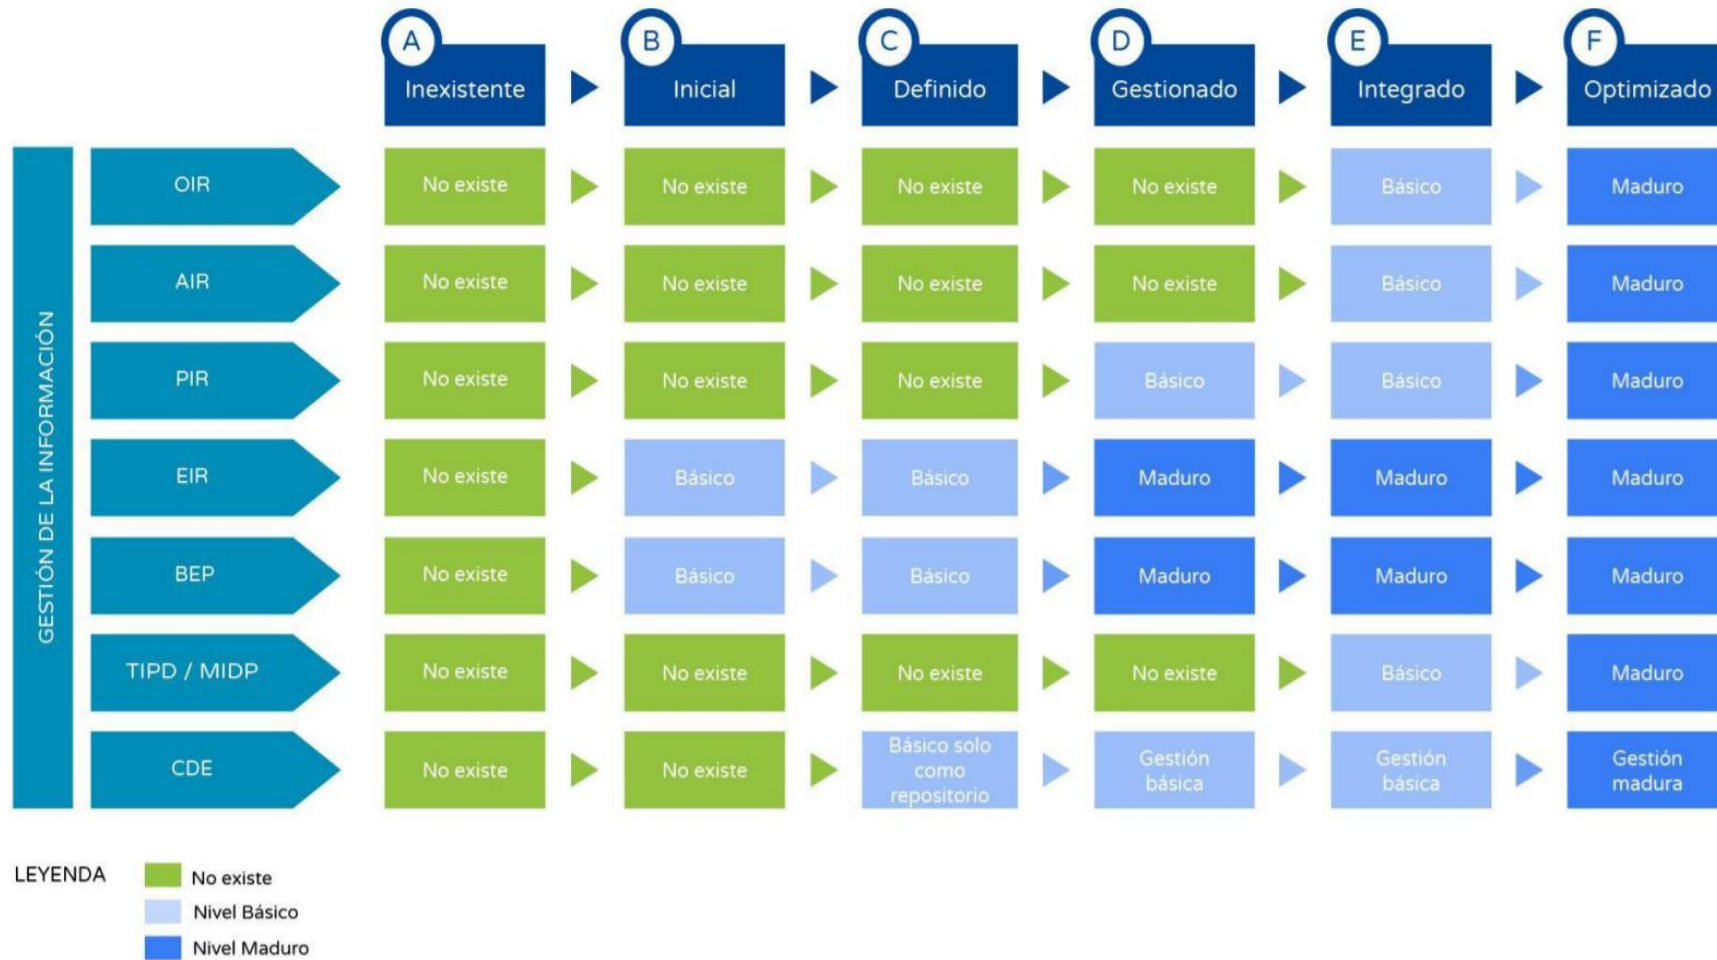 A
B
C
D
E
F
Inexistente
Inicial
Definido
Gestionado
Integrado
Optimizado
GESTIÓN DE LA INFORMACIÓN
OIR
No existe
No existe
No existe
No existe
Básico
Maduro
AIR
No existe
No existe
No existe
No existe
Básico
Maduro
PIR
No existe
No existe
No existe
Básico
Básico
Maduro
EIR
No existe
Básico
Básico
Maduro
Maduro
Maduro
BEP
No existe
Básico
Básico
Maduro
Maduro
Maduro
TIPD / MIDP
No existe
No existe
No existe
No existe
Básico
Maduro
CDE
No existe
No existe
Básico solo
como
repositorio
Gestión
básica
Gestión
básica
Gestión
madura
LEYENDA
No existe
Nivel Básico
Nivel Maduro